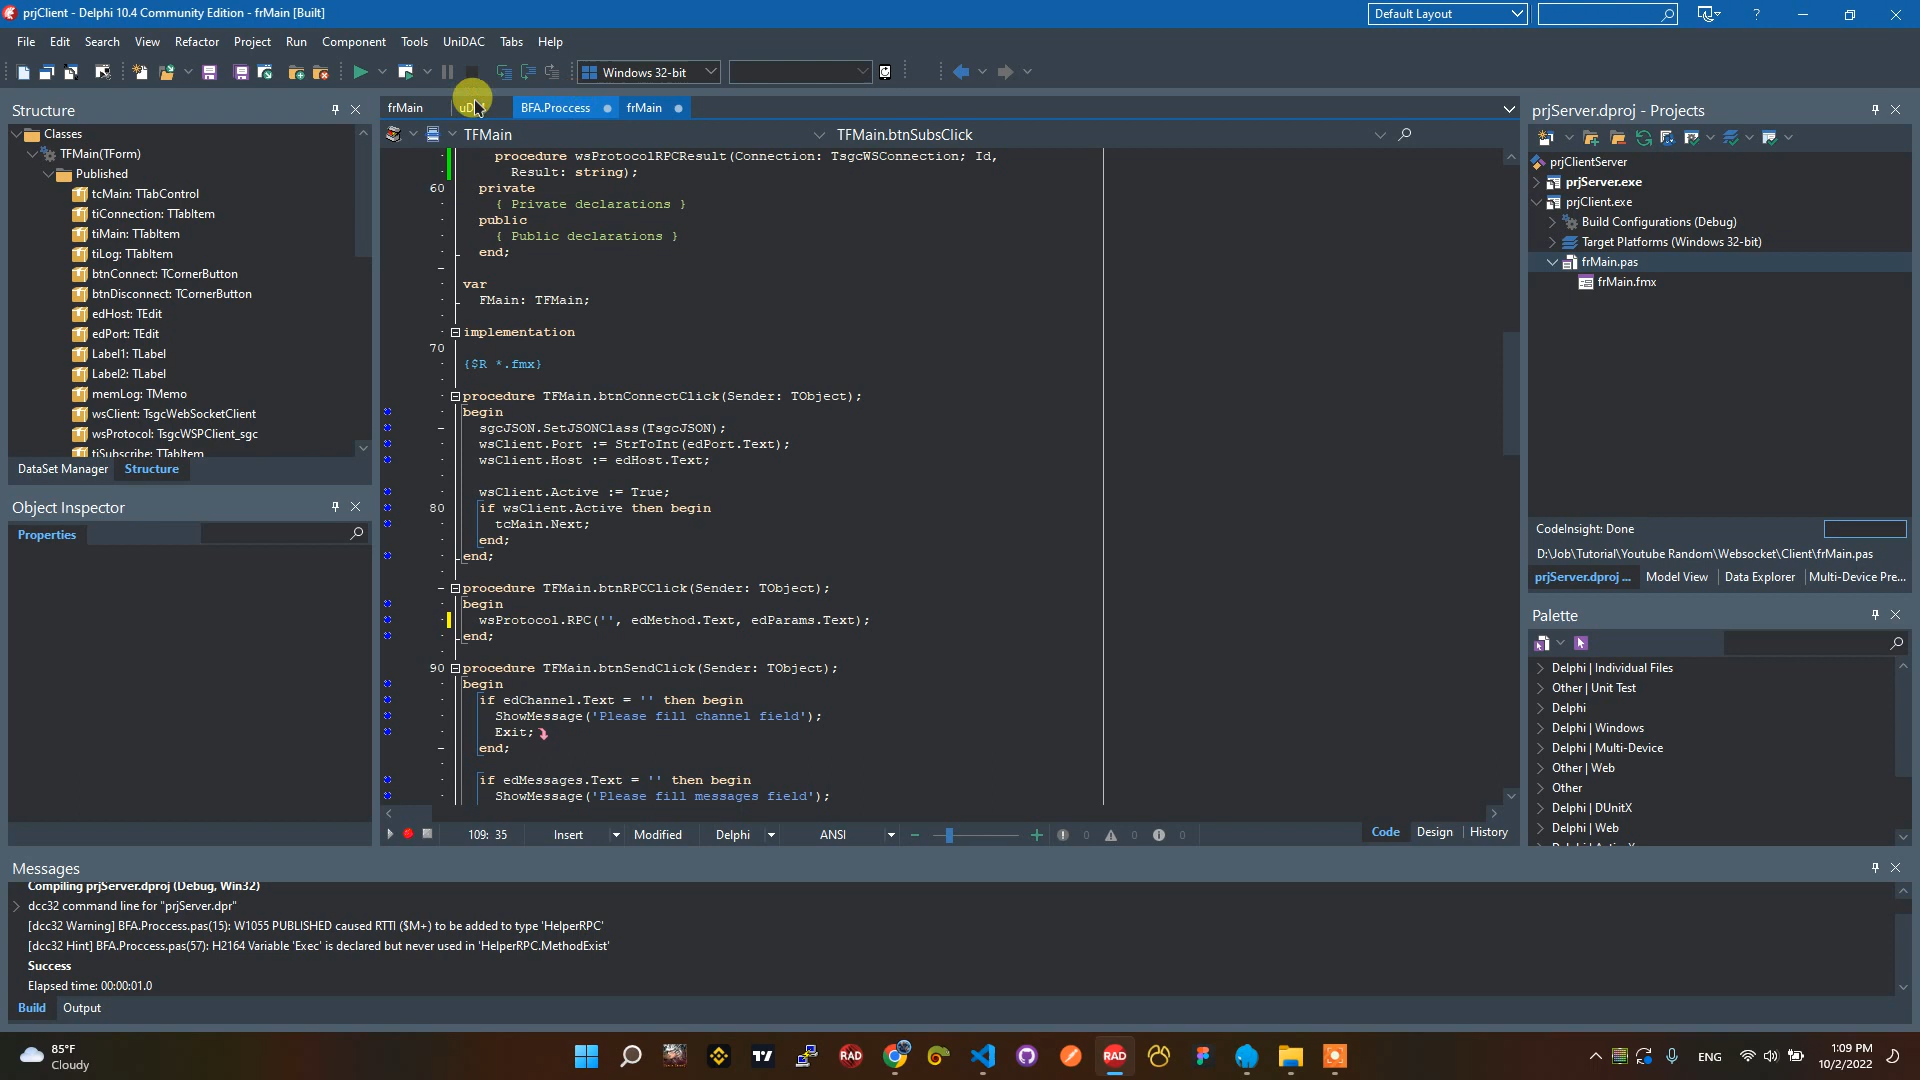 prjClient - Delphi 10.4 Community Edition - frMain [Built]
Default Layout
?
File Edit Search View Refactor Project Run Component Tools UniDAC Tabs Help
Windows 32-bit
Structure
Classes
TFMain(TForm)
Published
tcMain: TTabControl
tiConnection: TTabItem
tiMain: TTabItem
tiLog: TTabItem
btnConnect: TCornerButton
btnDisconnect: TCornerButton
edHost: TEdit
edPort: TEdit
Label1: TLabel
Label2: TLabel
memLog: TMemo
wsClient: TsgcWebSocketClient
wsProtocol: TsgcWSPClient_sgc
tiSubscribe: TTabItem
DataSet Manager Structure
Object Inspector
Properties
frMain BFA.Proccess frMain
TFMain TFMain.btnSubsClick
procedure wsProtocolRPCResult(Connection: TsgcWSConnection; Id,
Result: string);
60 private
{ Private declarations }
public
{ Public declarations }
end;
var
FMain: TFMain;
implementation
70
{$R *.fmx}
procedure TFMain.btnConnectClick(Sender: TObject);
begin
sgcJSON.SetJSONClass(TsgcJSON);
wsClient.Port := StrToInt(edPort.Text);
wsClient.Host := edHost.Text;
wsClient.Active := True;
80 if wsClient.Active then begin
tcMain.Next;
end;
end;
procedure TFMain.btnRPCClick(Sender: TObject);
begin
wsProtocol.RPC('', edMethod.Text, edParams.Text);
end;
90 procedure TFMain.btnSendClick(Sender: TObject);
begin
if edChannel.Text = '' then begin
ShowMessage('Please fill channel field');
Exit;
end;
if edMessages.Text = '' then begin
ShowMessage('Please fill messages field');
109: 35 Insert Modified Delphi ANSI 0 0 0 Code Design History
prjServer.dproj - Projects
prjClientServer
prjServer.exe
prjClient.exe
Build Configurations (Debug)
Target Platforms (Windows 32-bit)
frMain.pas
frMain.fmx
CodeInsight: Done
D:\Job\Tutorial\Youtube Random\Websocket\Client\frMain.pas
prjServer.dproj ... Model View Data Explorer Multi-Device Pre...
Palette
Delphi | Individual Files
Other | Unit Test
Delphi
Delphi | Windows
Delphi | Multi-Device
Other | Web
Other
Delphi | DUnitX
Delphi | Web
Messages
Compiling prjServer.dproj (Debug, Win32)
dcc32 command line for "prjServer.dpr"
[dcc32 Warning] BFA.Proccess.pas(15): W1055 PUBLISHED caused RTTI ($M+) to be added to type 'HelperRPC'
[dcc32 Hint] BFA.Proccess.pas(57): H2164 Variable 'Exec' is declared but never used in 'HelperRPC.MethodExist'
Success
Elapsed time: 00:00:01.0
Build Output
85°F
Cloudy
RAD
RAD
ENG
1:09 PM
10/2/2022